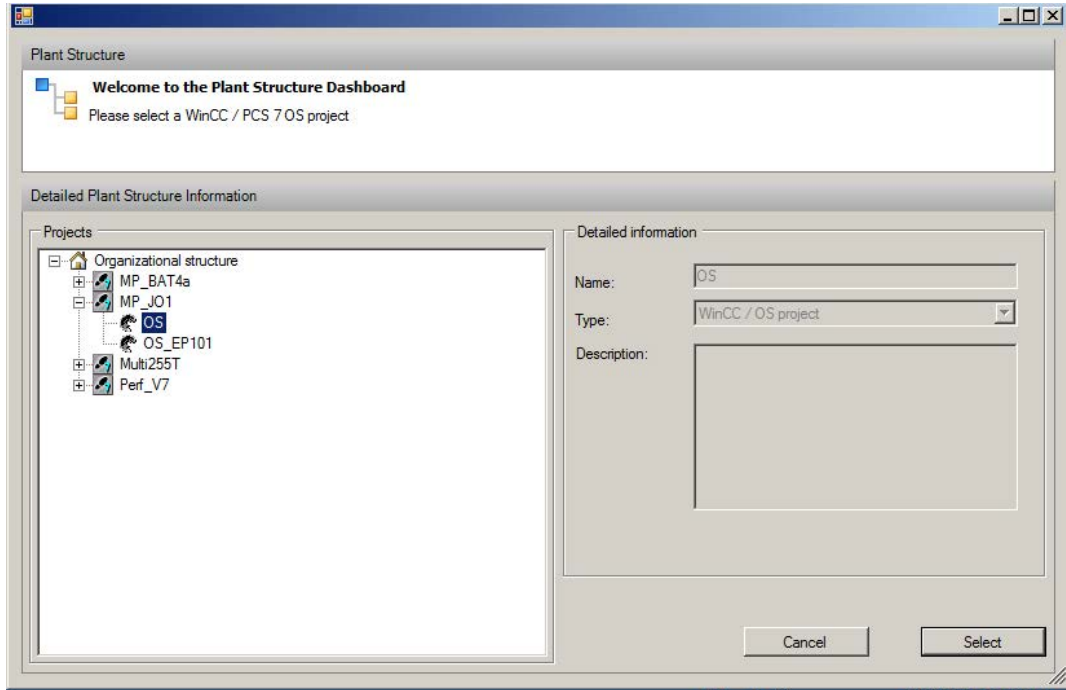 Plant Structure
Welcome to the Plant Structure Dashboard
Please select a WinCC / PCS 7 OS project
Detailed Plant Structure Information
Projects
Organizational structure
MP_BAT4a
MP_JO1
OS
OS_EP101
Multi255T
Perf_V7
Detailed information
Name: OS
Type: WinCC / OS project
Description:
Cancel Select